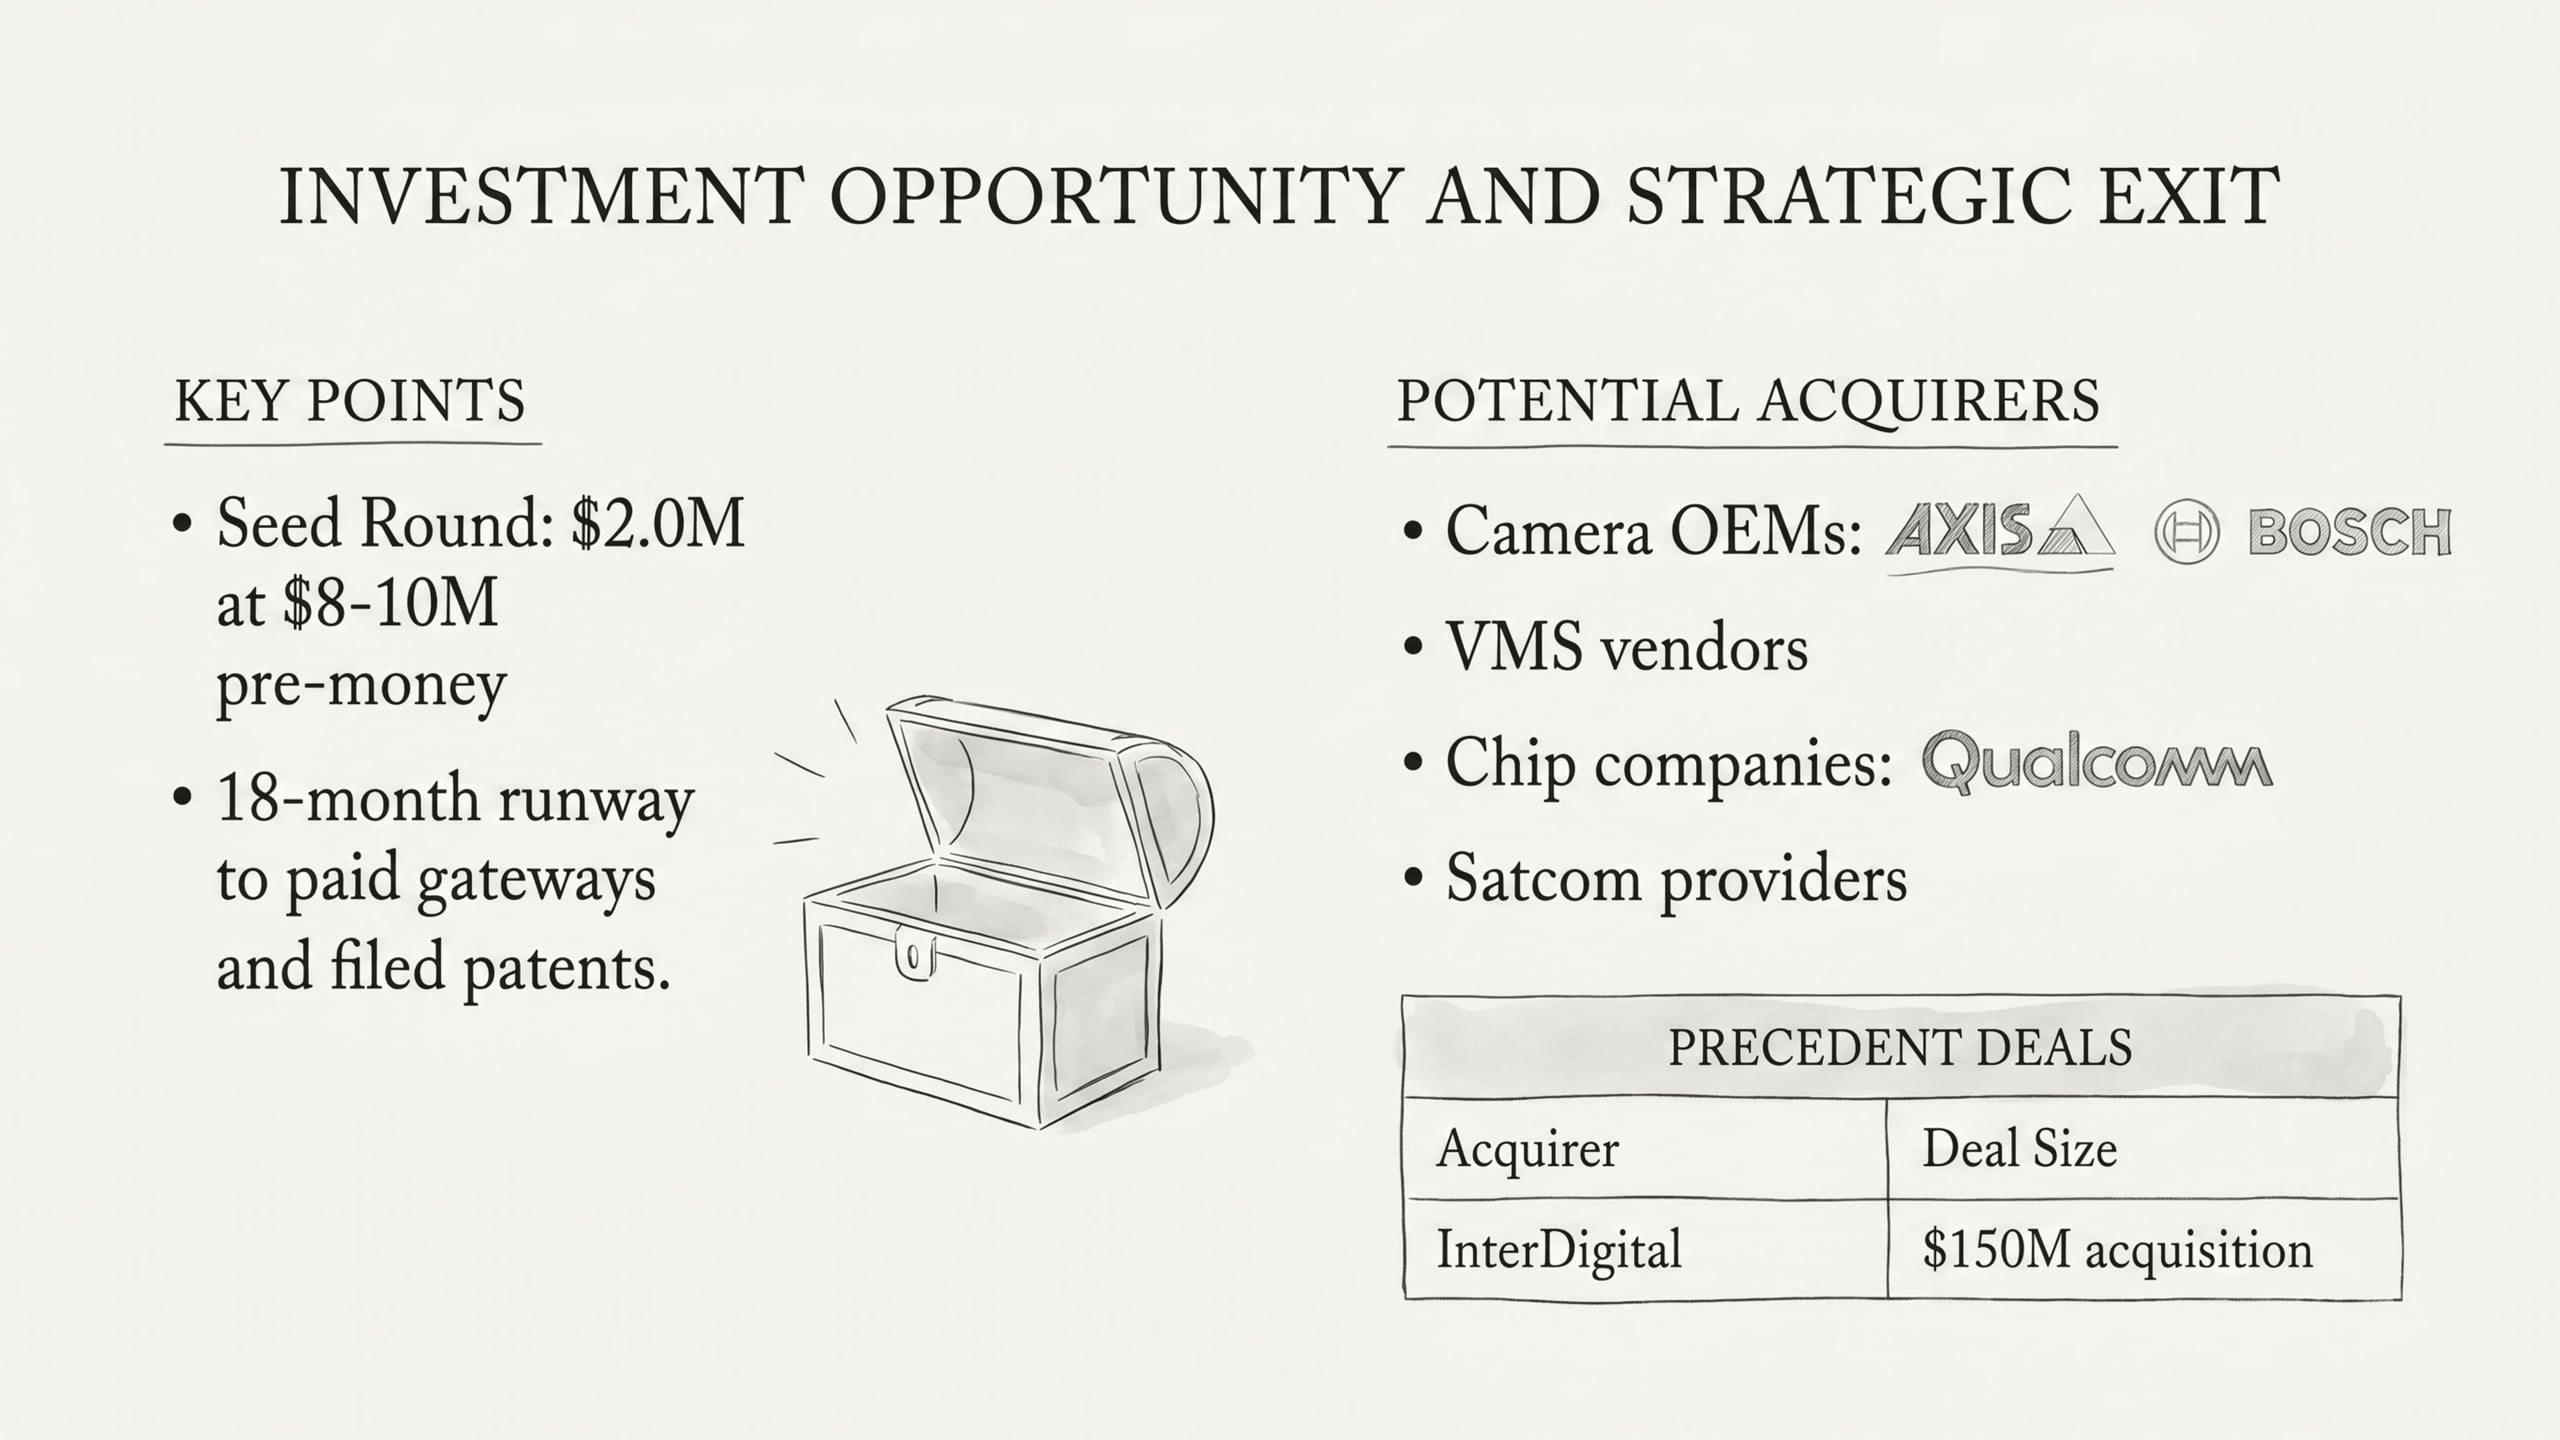 INVESTMENT OPPORTUNITY AND STRATEGIC EXIT
KEY POINTS
• Seed Round: $2.0M
at $8-10M
pre-money
• 18-month runway
to paid gateways
and filed patents.
POTENTIAL ACQUIRERS
• Camera OEMs: AXIS BOSCH
• VMS vendors
• Chip companies: Qualcomm
• Satcom providers
PRECEDENT DEALS
Acquirer Deal Size
InterDigital $150M acquisition